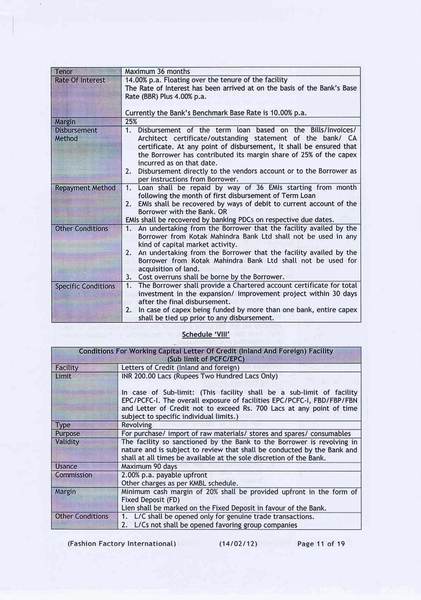 Tenor Maximum 36 months
Rate Of Interest 14.00% p.a. Floating over the tenure of the facility
The Rate of Interest has been arrived at on the basis of the Bank's Base
Rate (BBR) Plus 4.00% p.a.
Currently the Bank's Benchmark Base Rate is 10.00% p.a.
Margin 25%
Disbursement 1. Disbursement of the term loan based on the Bills/Invoices/
Method Architect certificate/outstanding statement of the bank/ CA
certificate. At any point of disbursement, it shall be ensured that
the Borrower has contributed its margin share of 25% of the capex
incurred as on that date.
2. Disbursement directly to the vendors account or to the Borrower as
per instructions from Borrower.
Repayment Method 1. Loan shall be repaid by way of 36 EMIs starting from month
following the month of first disbursement of Term Loan
2. EMIs shall be recovered by ways of debit to current account of the
Borrower with the Bank. OR
EMIs shall be recovered by banking PDCs on respective due dates.
Other Conditions 1. An undertaking from the Borrower that the facility availed by the
Borrower from Kotak Mahindra Bank Ltd shall not be used in any
kind of capital market activity.
2. An undertaking from the Borrower that the facility availed by the
Borrower from Kotak Mahindra Bank Ltd shall not be used for
acquisition of land.
3. Cost overruns shall be borne by the Borrower.
Specific Conditions 1. The Borrower shall provide a Chartered account certificate for total
investment in the expansion/ improvement project within 30 days
after the final disbursement.
2. In case of capex being funded by more than one bank, entire capex
shall be tied up prior to any disbursement.
Schedule 'VIII'
Conditions For Working Capital Letter Of Credit (Inland And Foreign) Facility
(Sub limit of PCFC/EPC)
Facility Letters of Credit (Inland and foreign)
Limit INR 200.00 Lacs (Rupees Two Hundred Lacs Only)
In case of Sub-limit: (This facility shall be a sub-limit of facility
EPC/PCFC-I. The overall exposure of facilities EPC/PCFC-I, FBD/FBP/FBN
and Letter of Credit not to exceed Rs. 700 Lacs at any point of time
subject to specific individual limits.)
Type Revolving
Purpose For purchase/ import of raw materials/ stores and spares/ consumables
Validity The facility so sanctioned by the Bank to the Borrower is revolving in
nature and is subject to review that shall be conducted by the Bank and
shall at all times be available at the sole discretion of the Bank.
Usance Maximum 90 days
Commission 2.00% p.a. payable upfront
Other charges as per KMBL schedule.
Margin Minimum cash margin of 20% shall be provided upfront in the form of
Fixed Deposit (FD)
Lien shall be marked on the Fixed Deposit in favour of the Bank.
Other Conditions 1. L/C shall be opened only for genuine trade transactions.
2. L/Cs not shall be opened favoring group companies
(Fashion Factory International) (14/02/12) Page 11 of 19